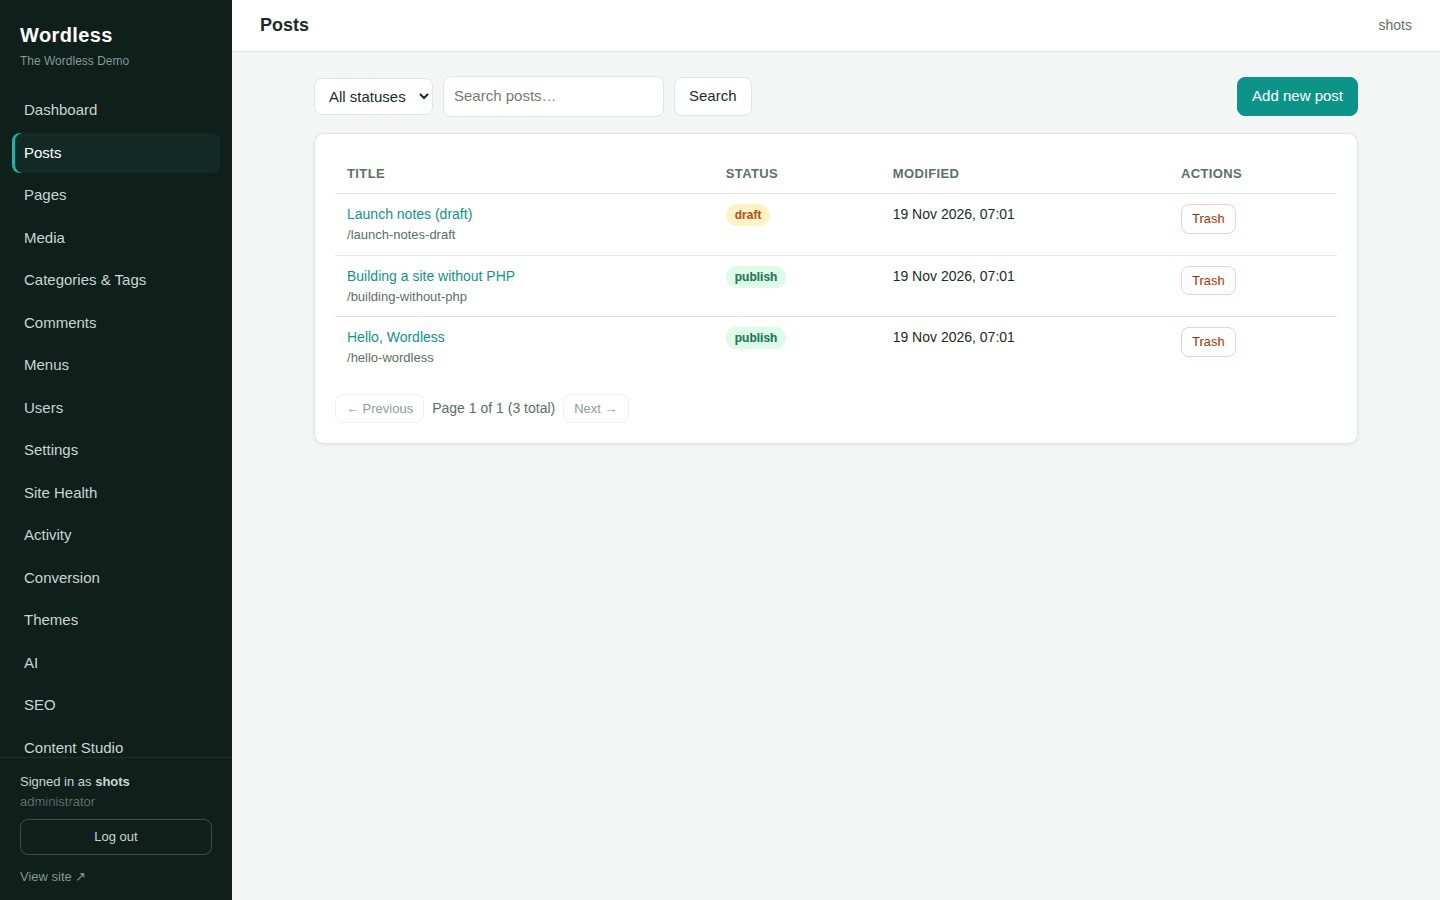 Wordless
The Wordless Demo
Dashboard
Posts
Pages
Media
Categories & Tags
Comments
Menus
Users
Settings
Site Health
Activity
Conversion
Themes
AI
SEO
Content Studio
Signed in as shots
administrator
Log out
View site ↗
Posts
shots
All statuses
Search posts…
Search
Add new post
TITLE STATUS MODIFIED ACTIONS
Launch notes (draft) draft 19 Nov 2026, 07:01 Trash
/launch-notes-draft
Building a site without PHP publish 19 Nov 2026, 07:01 Trash
/building-without-php
Hello, Wordless publish 19 Nov 2026, 07:01 Trash
/hello-wordless
← Previous Page 1 of 1 (3 total) Next →